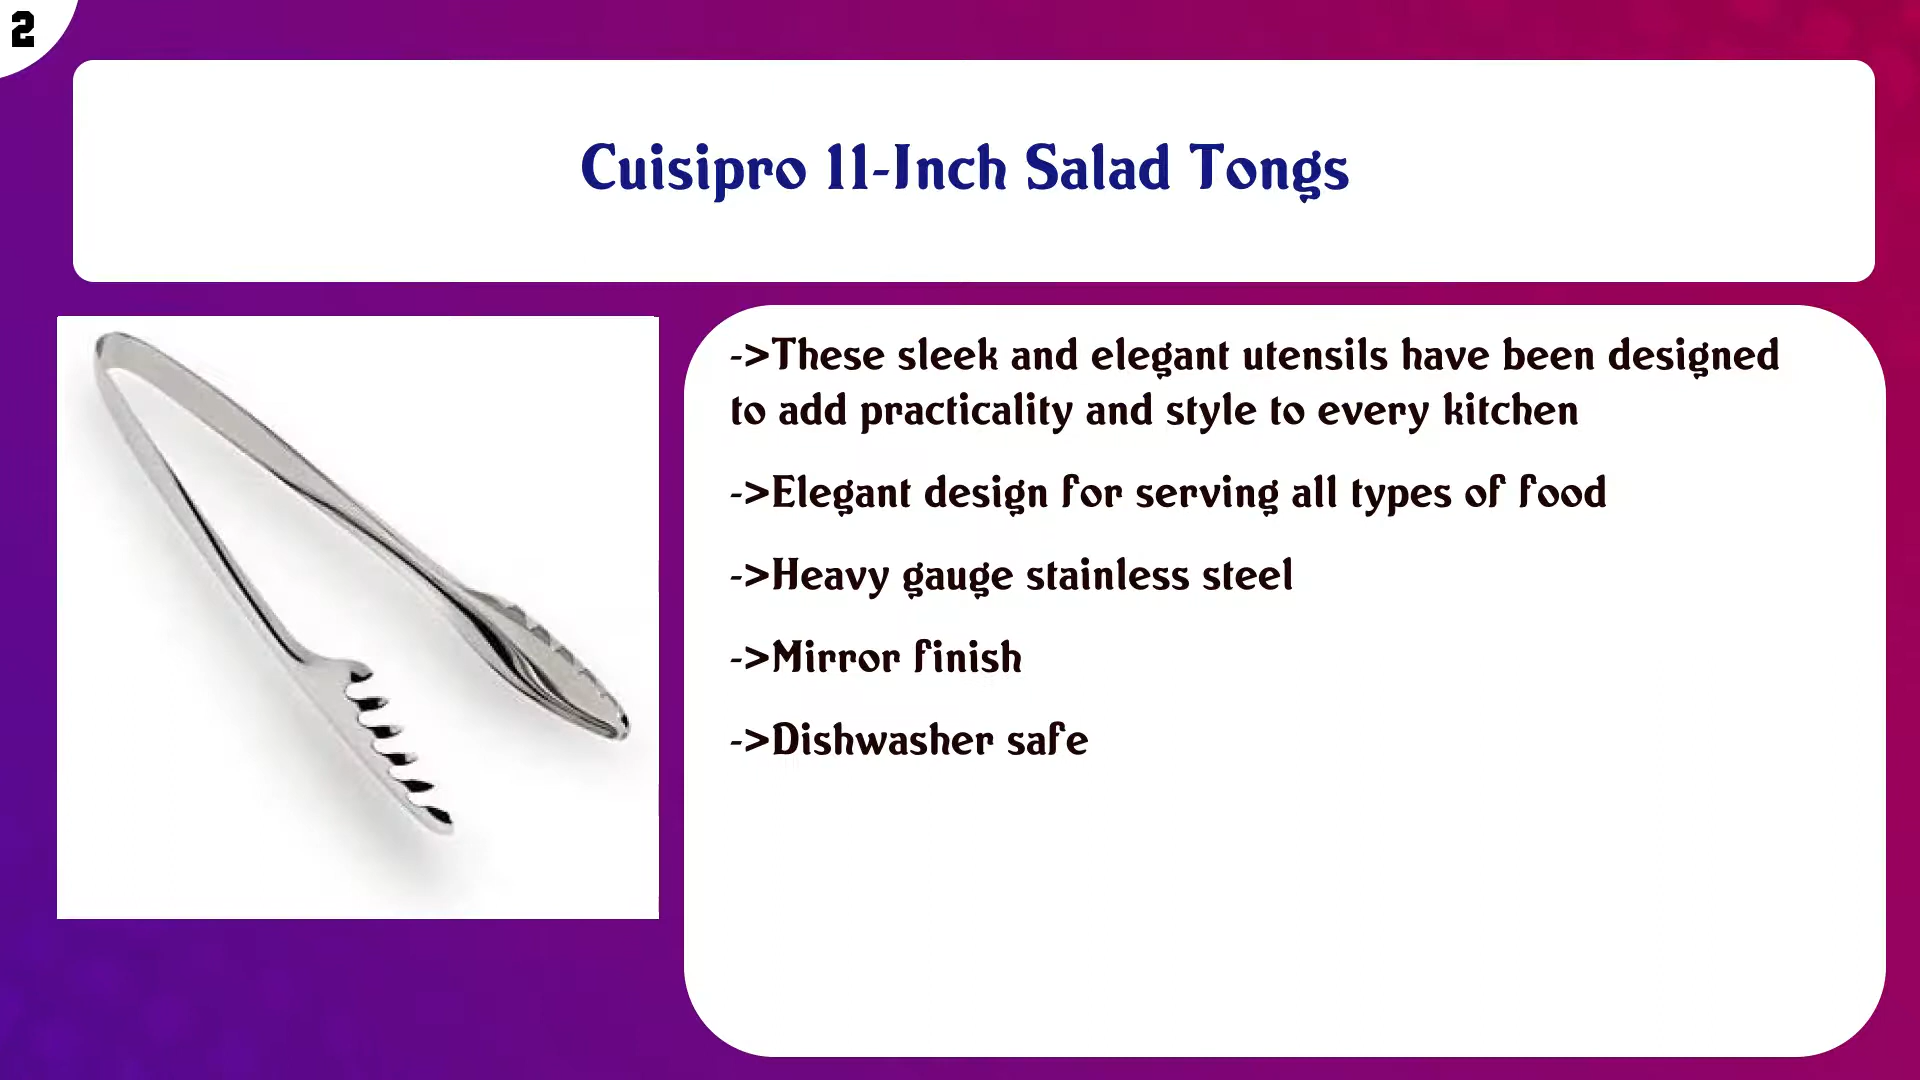 2
Cuisipro 11-Inch Salad Tongs
->These sleek and elegant utensils have been designed
to add practicality and style to every kitchen
->Elegant design for serving all types of food
->Heavy gauge stainless steel
->Mirror finish
->Dishwasher safe